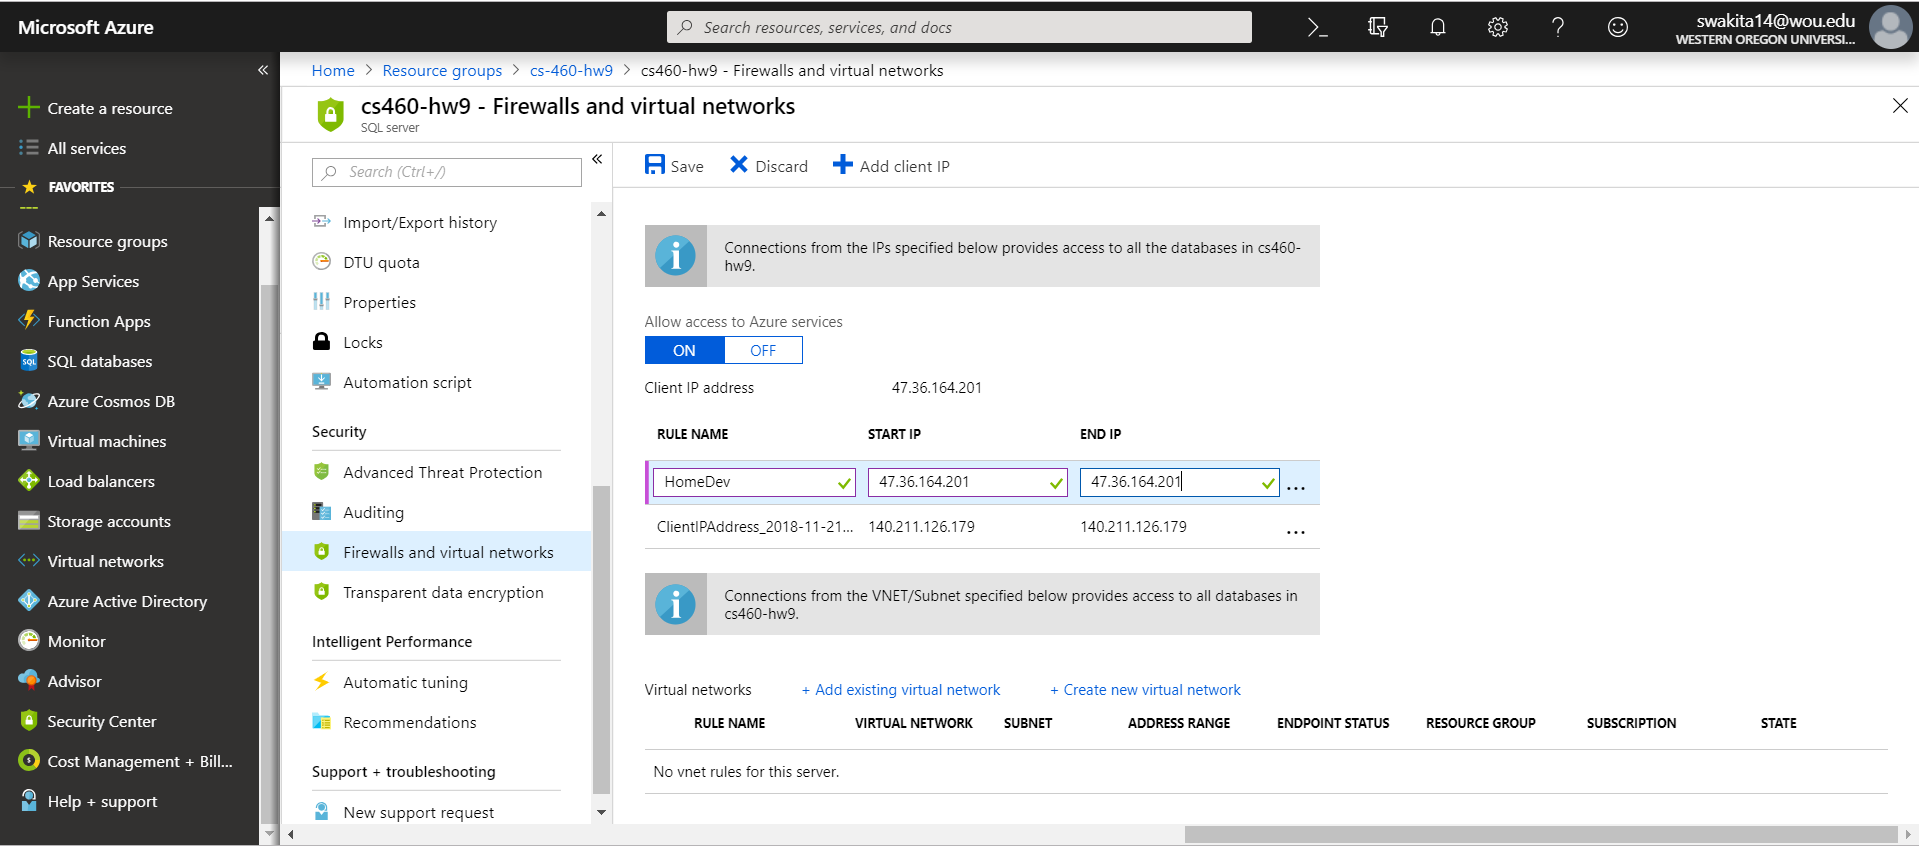 Microsoft Azure
Search resources, services, and docs
swakita14@wou.edu
WESTERN OREGON UNIVERSI...
Create a resource
All services
FAVORITES
Resource groups
App Services
Function Apps
SQL databases
Azure Cosmos DB
Virtual machines
Load balancers
Storage accounts
Virtual networks
Azure Active Directory
Monitor
Advisor
Security Center
Cost Management + Bill...
Help + support
Home > Resource groups > cs-460-hw9 > cs460-hw9 - Firewalls and virtual networks
cs460-hw9 - Firewalls and virtual networks
SQL server
Search (Ctrl+/)
Import/Export history
DTU quota
Properties
Locks
Automation script
Security
Advanced Threat Protection
Auditing
Firewalls and virtual networks
Transparent data encryption
Intelligent Performance
Automatic tuning
Recommendations
Support + troubleshooting
New support request
Save Discard Add client IP
Connections from the IPs specified below provides access to all the databases in cs460-
hw9.
Allow access to Azure services
ON OFF
Client IP address 47.36.164.201
RULE NAME START IP END IP
HomeDev 47.36.164.201 47.36.164.201 ...
ClientIPAddress_2018-11-21... 140.211.126.179 140.211.126.179 ...
Connections from the VNET/Subnet specified below provides access to all databases in
cs460-hw9.
Virtual networks + Add existing virtual network + Create new virtual network
RULE NAME VIRTUAL NETWORK SUBNET ADDRESS RANGE ENDPOINT STATUS RESOURCE GROUP SUBSCRIPTION STATE
No vnet rules for this server.